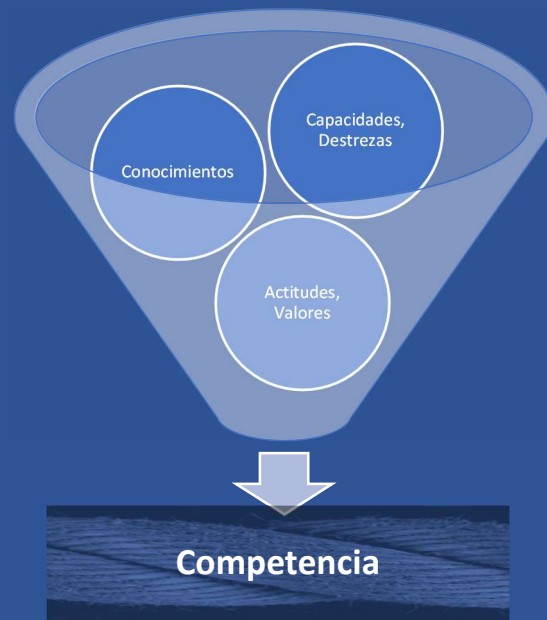 Capacidades,
Destrezas
Conocimientos
Actitudes,
Valores
Competencia